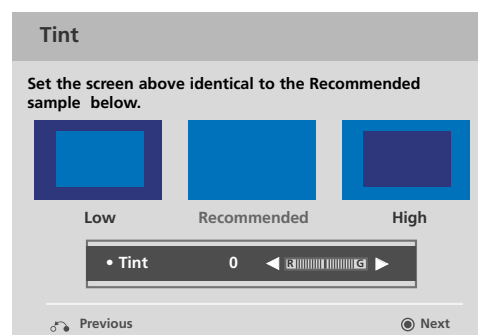 Tint
Set the screen above identical to the Recommended
sample below.
Low Recommended High
• Tint 0 ◀ R G ▶
Previous Next